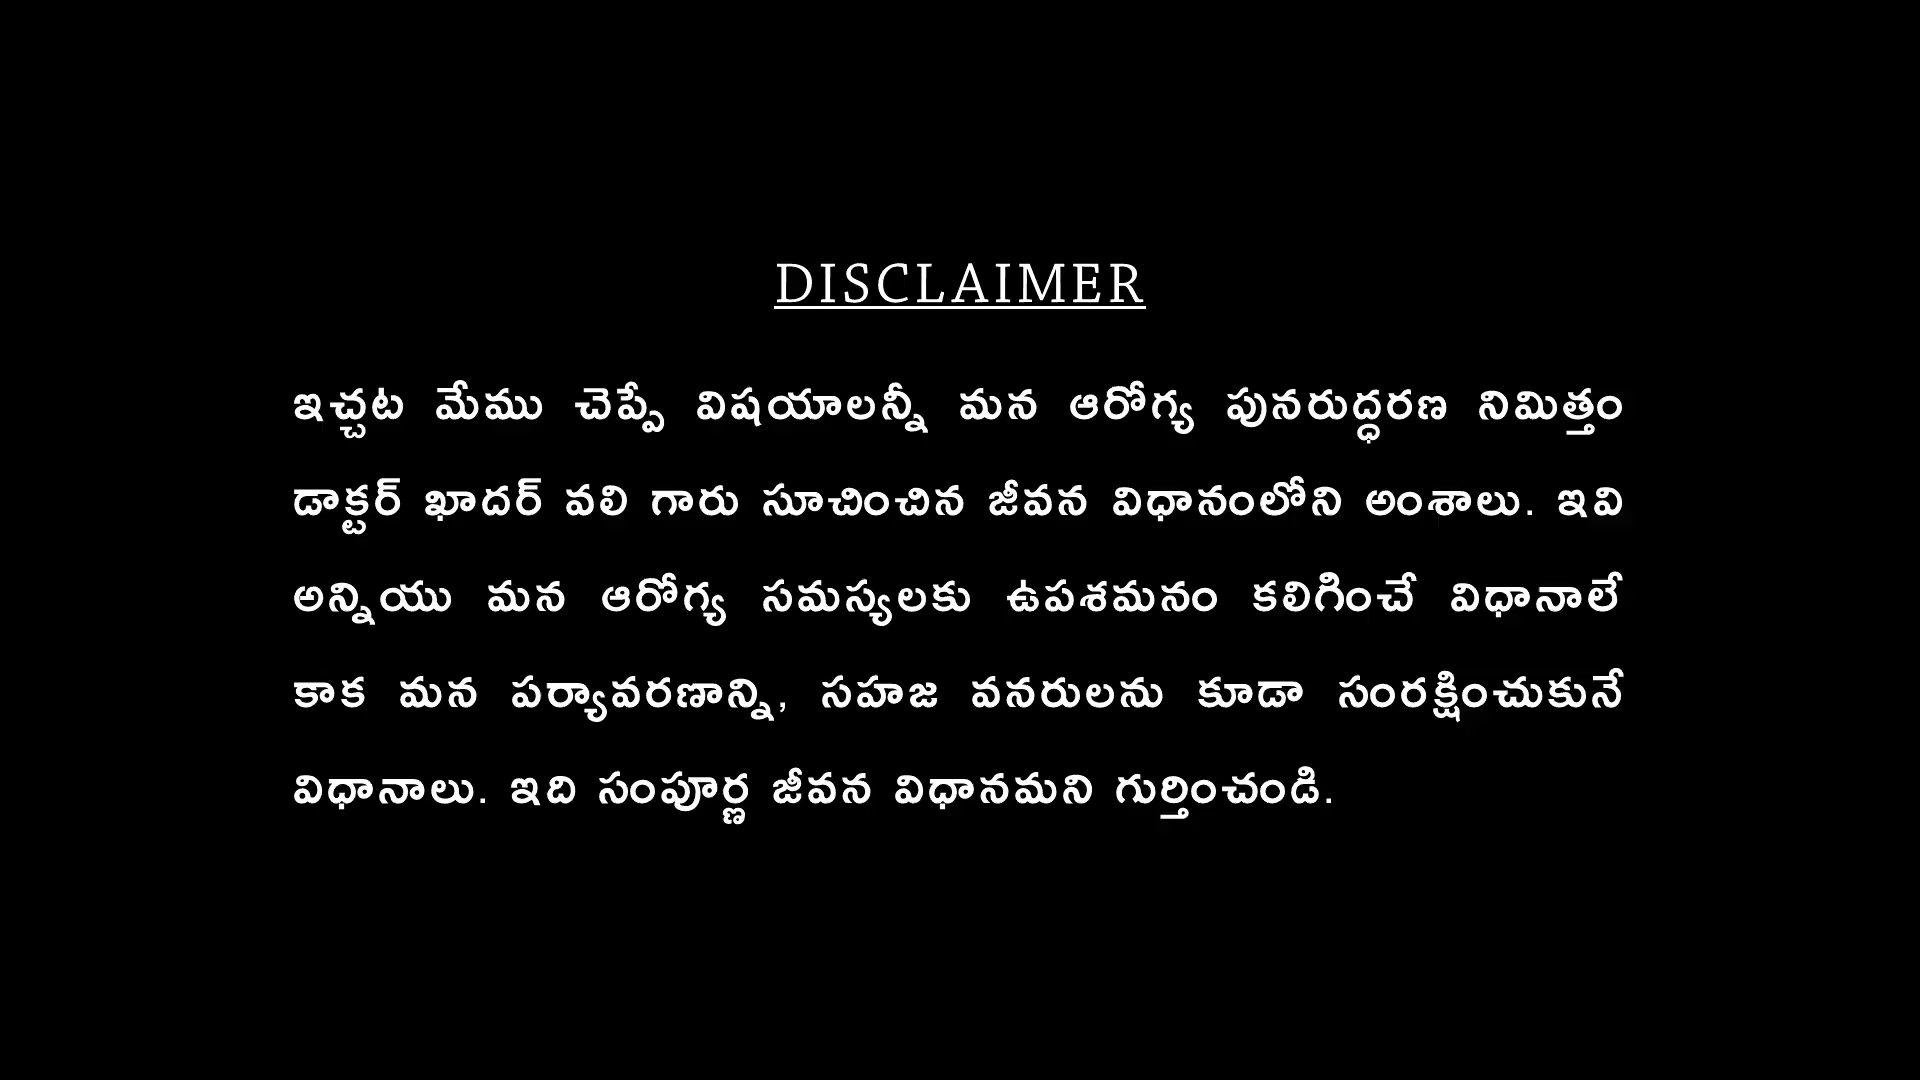 DISCLAIMER
ఇచ్చట మేము చెప్పే విషయాలన్నీ మన ఆరోగ్య పునరుద్ధరణ నిమిత్తం
డాక్టర్ ఖాదర్ వలి గారు సూచించిన జీవన విధానంలోని అంశాలు. ఇవి
అన్నియు మన ఆరోగ్య సమస్యలకు ఉపశమనం కలిగించే విధానాలే
కాక మన పర్యావరణాన్ని, సహజ వనరులను కూడా సంరక్షించుకునే
విధానాలు. ఇది సంపూర్ణ జీవన విధానమని గుర్తించండి.